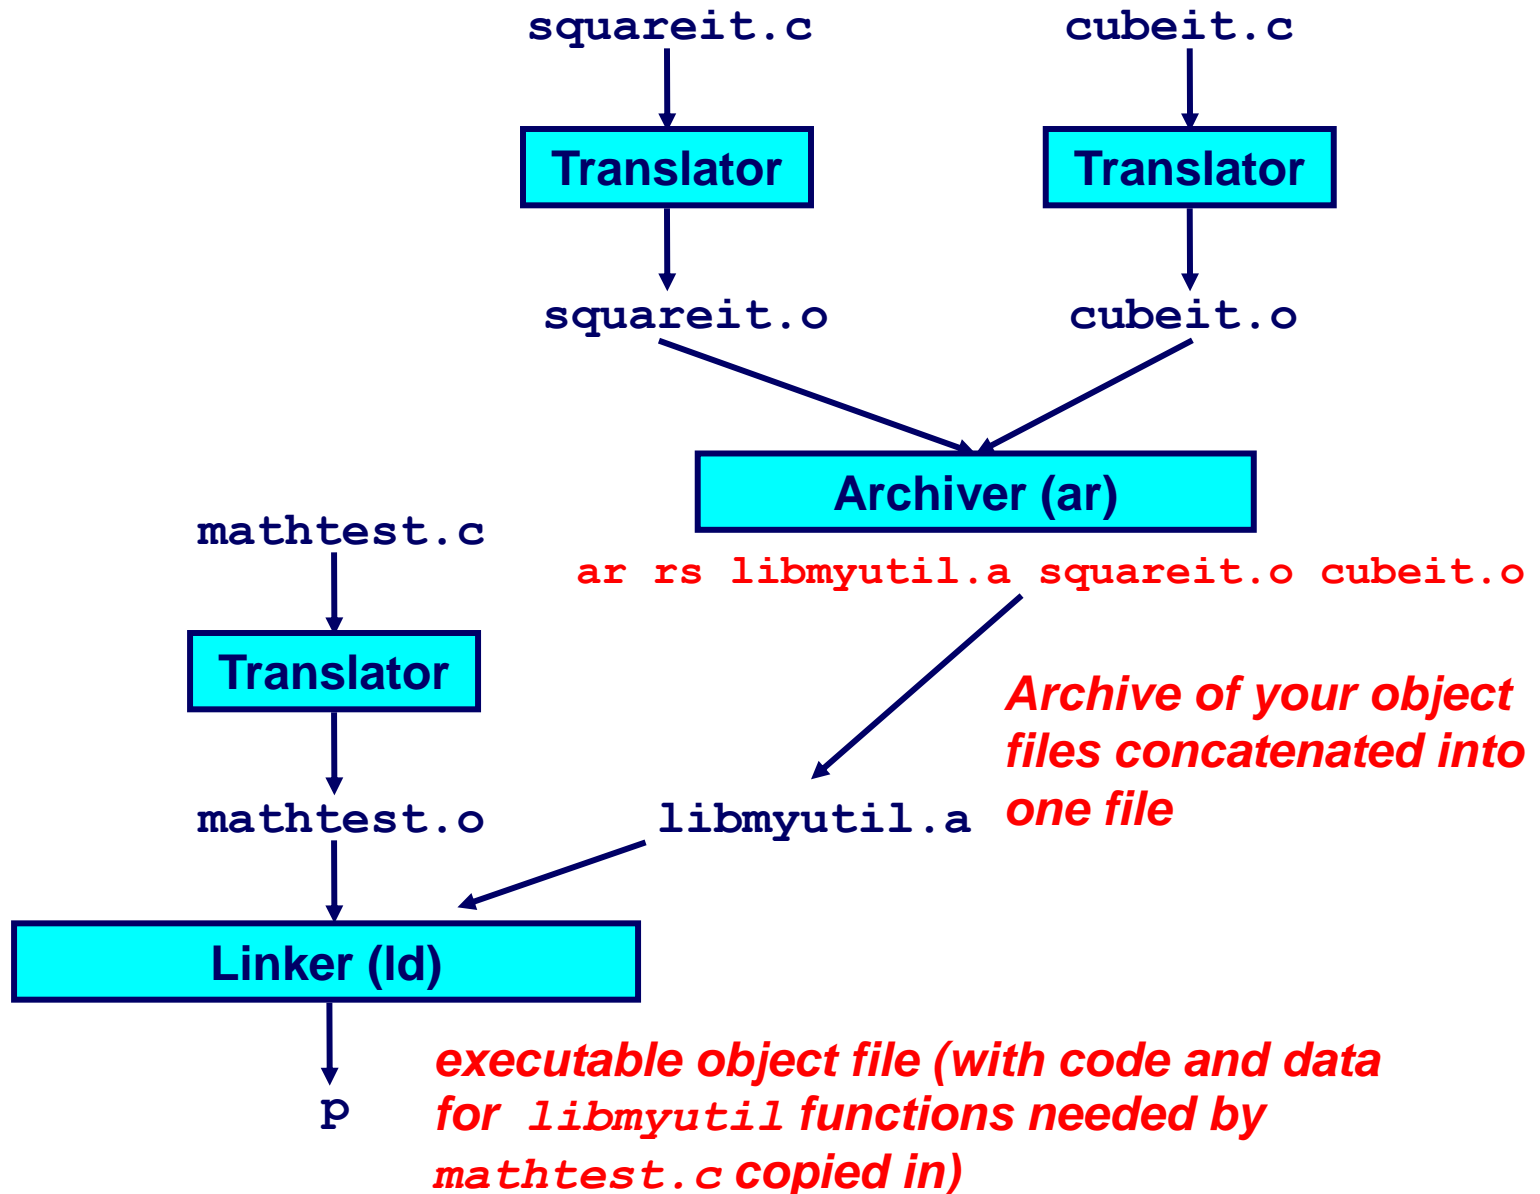 squareit.c
cubeit.c
Translator
Translator
squareit.o
cubeit.o
Archiver (ar)
ar rs libmyutil.a squareit.o cubeit.o
mathtest.c
Translator
Archive of your object
files concatenated into
one file
mathtest.o
libmyutil.a
Linker (ld)
p
executable object file (with code and data
for libmyutil functions needed by
mathtest.c copied in)